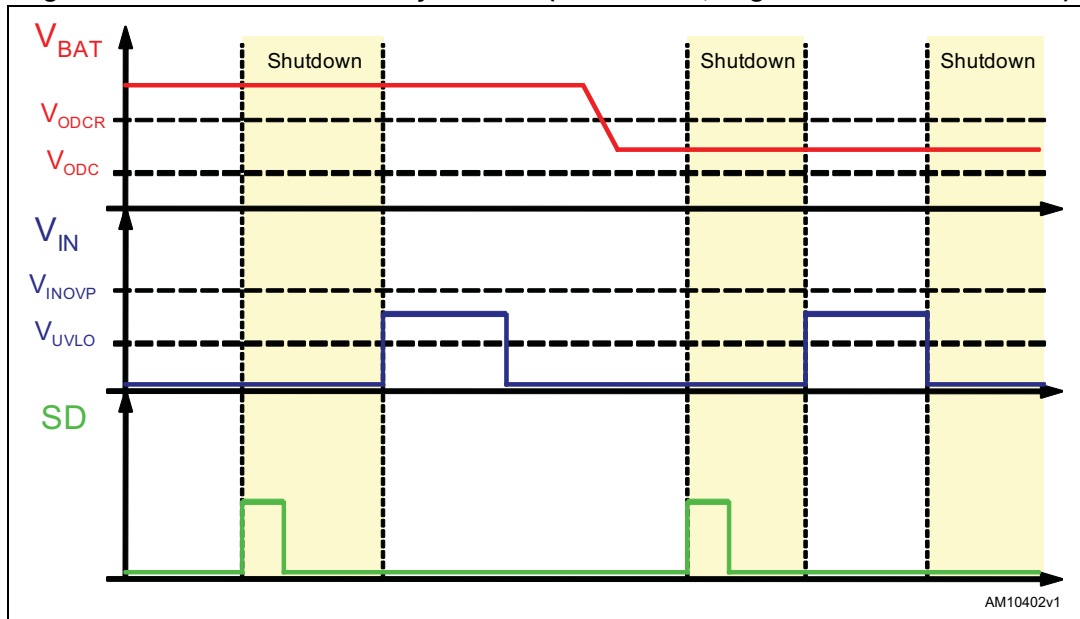 VBAT
Shutdown Shutdown Shutdown
VODCR
VODC
VIN
VINOVP
VUVLO
SD
AM10402v1